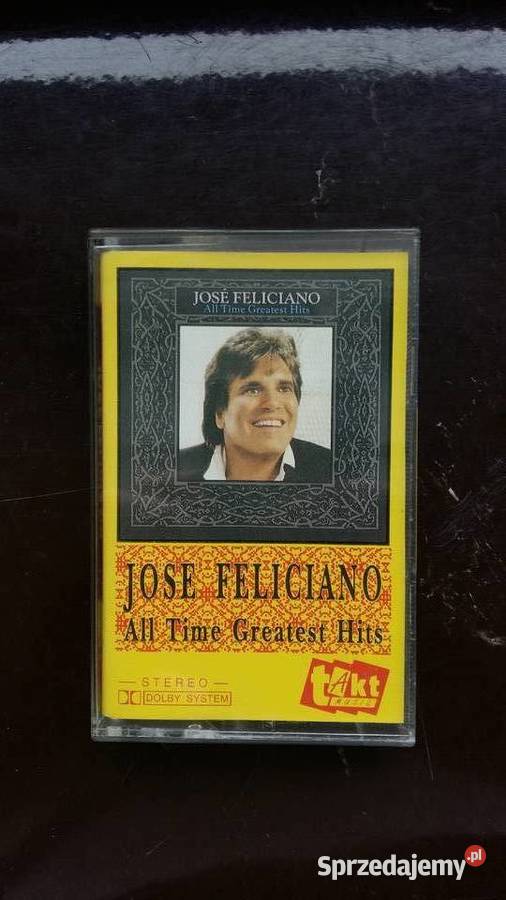 JOSÉ FELICIANO
All Time Greatest Hits
JOSE FELICIANO
All Time Greatest Hits
— STEREO —
DOLBY SYSTEM
tAkt
MUSIC
Sprzedajemy.pl